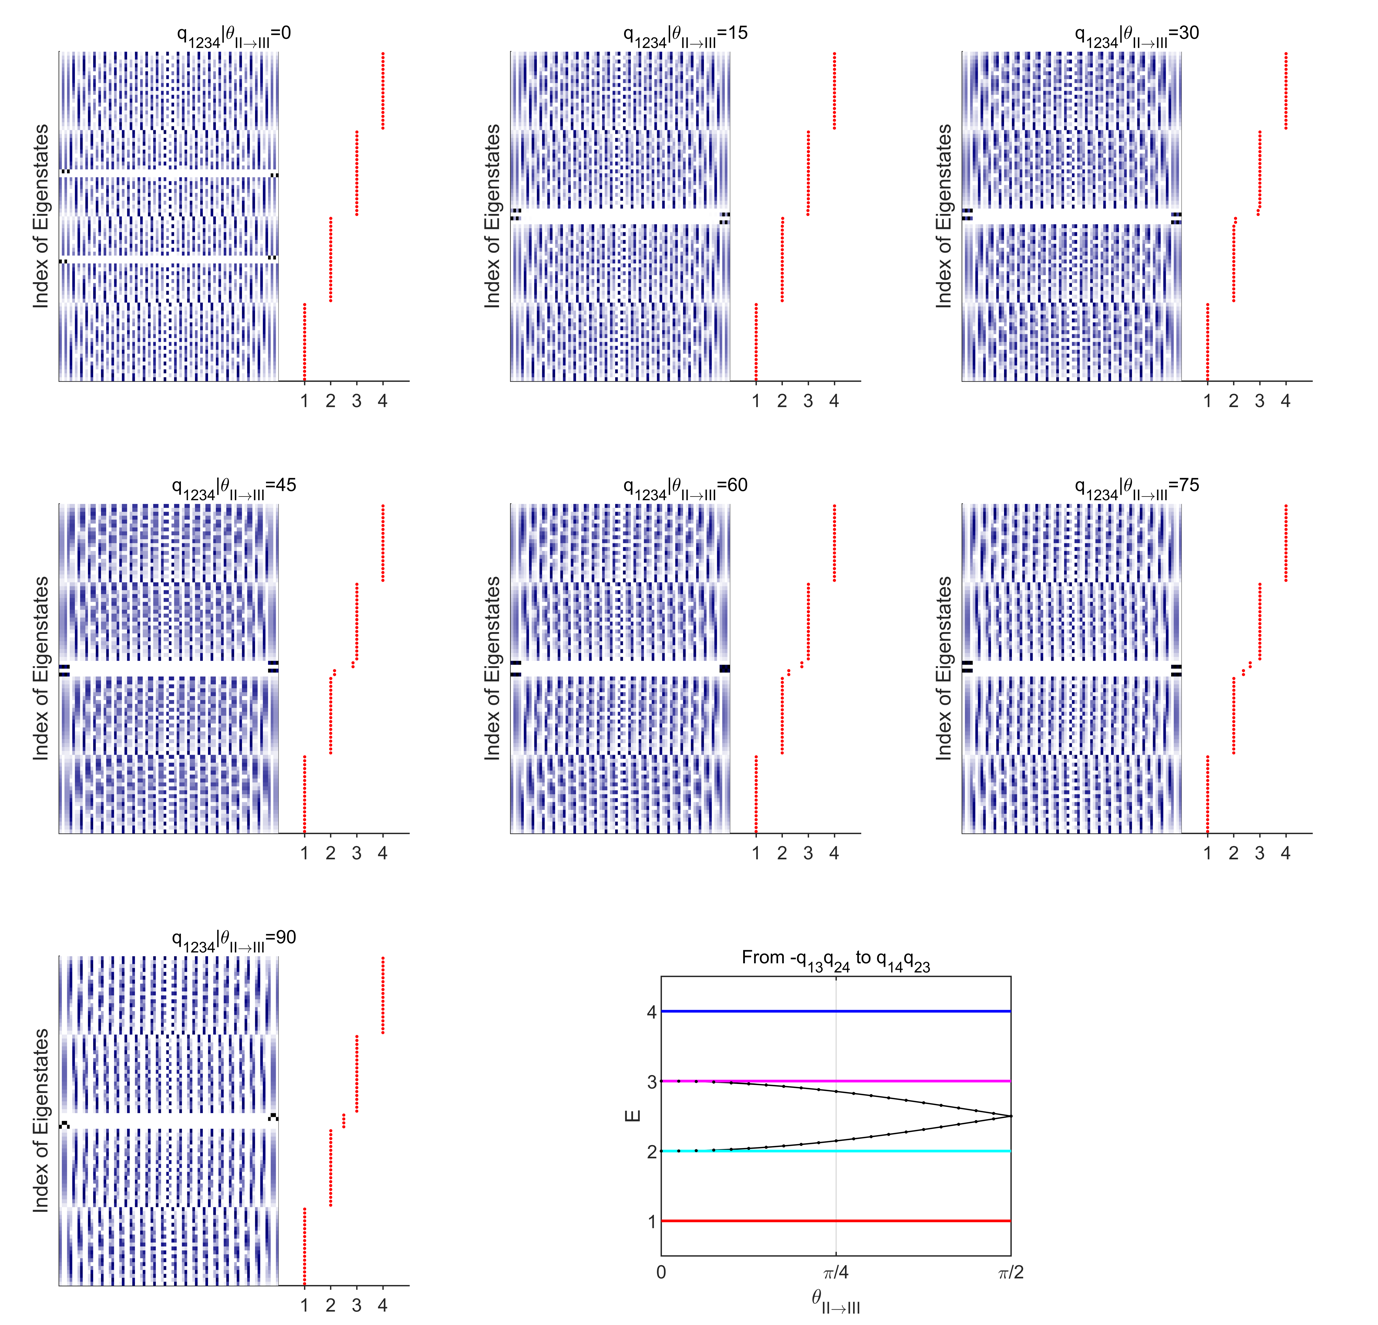 q1234|θII→III=0
q1234|θII→III=15
q1234|θII→III=30
Index of Eigenstates
Index of Eigenstates
Index of Eigenstates
1 2 3 4
1 2 3 4
1 2 3 4
q1234|θII→III=45
q1234|θII→III=60
q1234|θII→III=75
Index of Eigenstates
Index of Eigenstates
Index of Eigenstates
1 2 3 4
1 2 3 4
1 2 3 4
q1234|θII→III=90
Index of Eigenstates
1 2 3 4
From -q13q24 to q14q23
4
3
E
2
1
0 π/4 π/2
θII→III